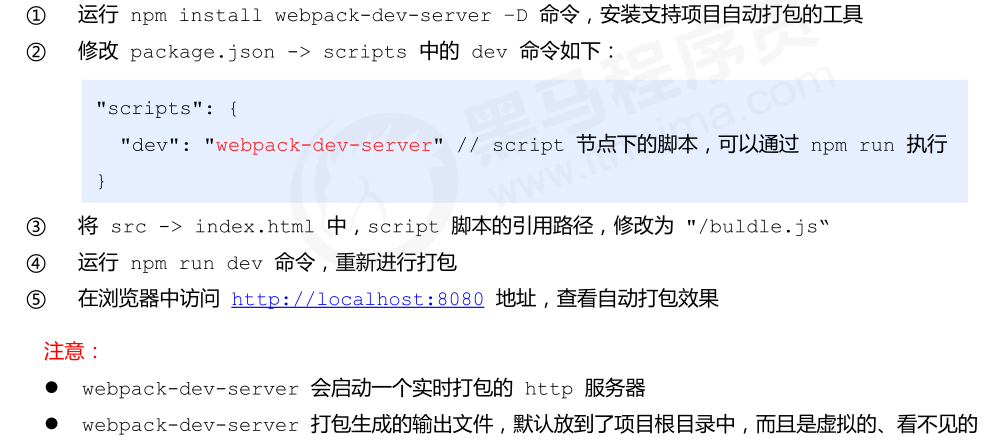 ① 运行 npm install webpack-dev-server –D 命令，安装支持项目自动打包的工具
② 修改 package.json -> scripts 中的 dev 命令如下：
"scripts": {
"dev": "webpack-dev-server" // script 节点下的脚本，可以通过 npm run 执行
}
③ 将 src -> index.html 中，script 脚本的引用路径，修改为 "/buldle.js“
④ 运行 npm run dev 命令，重新进行打包
⑤ 在浏览器中访问 http://localhost:8080 地址，查看自动打包效果
注意：
● webpack-dev-server 会启动一个实时打包的 http 服务器
● webpack-dev-server 打包生成的输出文件，默认放到了项目根目录中，而且是虚拟的、看不见的
黑马程序员
www.itheima.com